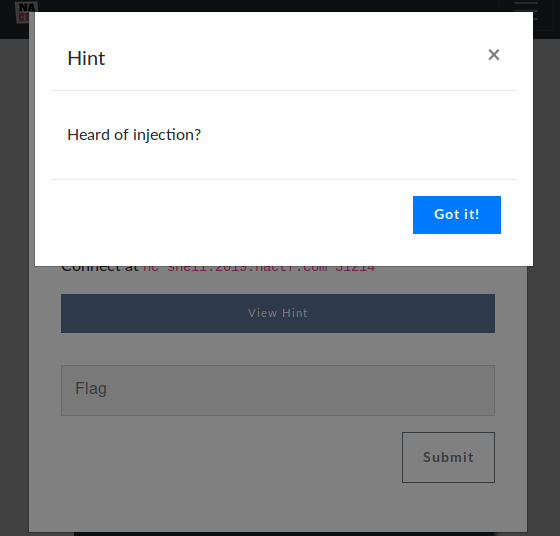 NA
CT
Hint
×
Heard of injection?
Got it!
Connect at nc shell.2019.nactf.com 31214
View Hint
Flag
Submit